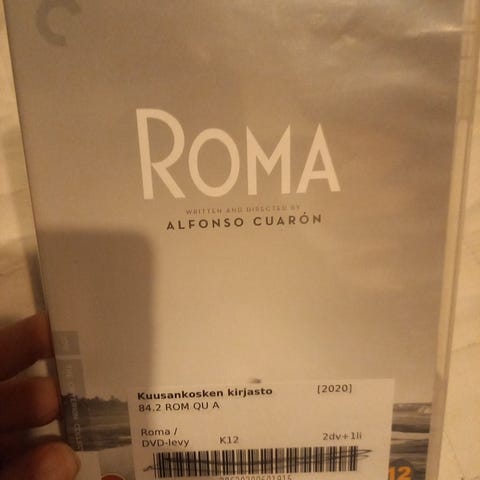 ROMA
WRITTEN AND DIRECTED BY
ALFONSO CUARÓN
Kuusankosken kirjasto [2020]
84.2 ROM QU A
Roma /
DVD-levy K12 2dv+1li
12